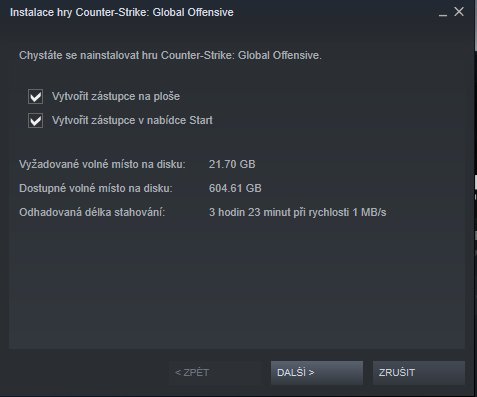 Instalace hry Counter-Strike: Global Offensive
Chystáte se nainstalovat hru Counter-Strike: Global Offensive.
Vytvořit zástupce na ploše
Vytvořit zástupce v nabídce Start
Vyžadované volné místo na disku: 21.70 GB
Dostupné volné místo na disku: 604.61 GB
Odhadovaná délka stahování: 3 hodin 23 minut při rychlosti 1 MB/s
< ZPĚT DALŠÍ > ZRUŠIT